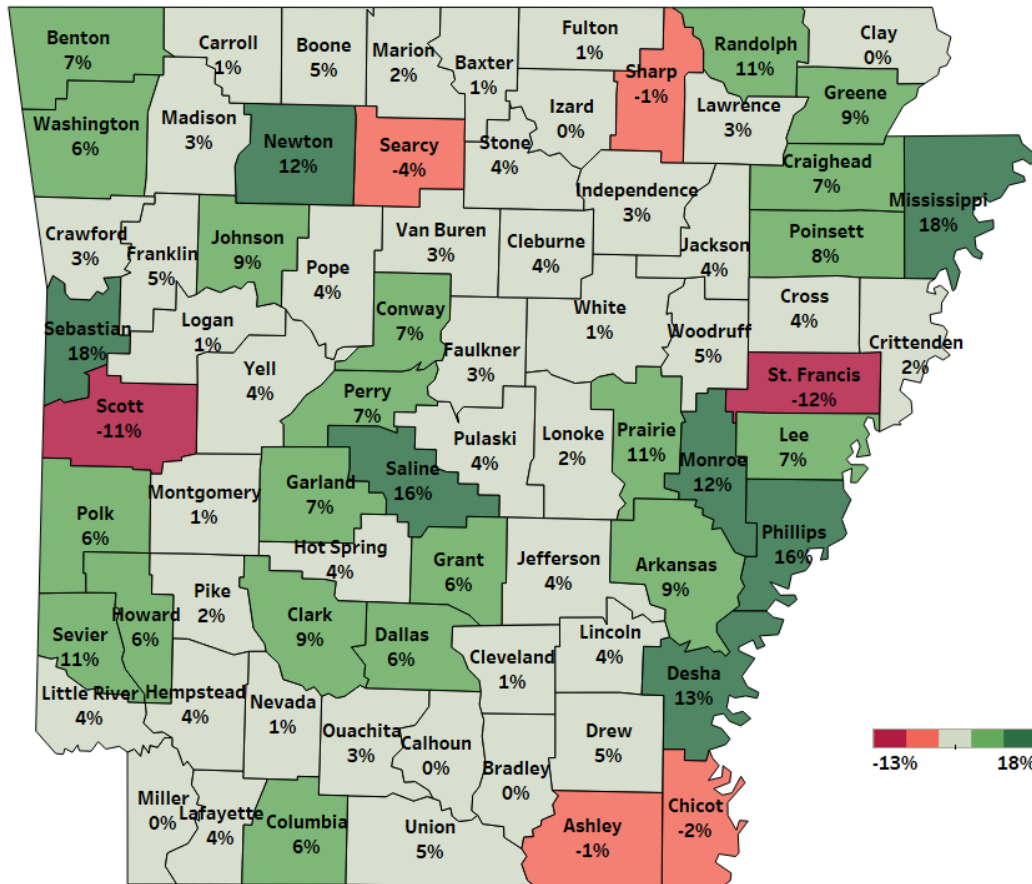 Benton
7%
Carroll
1%
Boone
5%
Marion
2%
Baxter
1%
Fulton
1%
Sharp
-1%
Randolph
11%
Clay
0%
Washington
6%
Madison
3%
Newton
12%
Searcy
-4%
Stone
4%
Izard
0%
Lawrence
3%
Greene
9%
Craighead
7%
Mississippi
18%
Crawford
3%
Franklin
5%
Johnson
9%
Pope
4%
Van Buren
3%
Cleburne
4%
Independence
3%
Jackson
4%
Poinsett
8%
Sebastian
18%
Logan
1%
Yell
4%
Conway
7%
Faulkner
3%
White
1%
Woodruff
5%
Cross
4%
Crittenden
2%
Scott
-11%
Perry
7%
Pulaski
4%
Lonoke
2%
Prairie
11%
Monroe
12%
St. Francis
-12%
Lee
7%
Polk
6%
Montgomery
1%
Garland
7%
Saline
16%
Phillips
16%
Hot Spring
4%
Grant
6%
Jefferson
4%
Arkansas
9%
Sevier
11%
Howard
6%
Pike
2%
Clark
9%
Dallas
6%
Cleveland
1%
Lincoln
4%
Desha
13%
Little River
4%
Hempstead
4%
Nevada
1%
Ouachita
3%
Calhoun
0%
Bradley
0%
Drew
5%
Miller
0%
Lafayette
4%
Columbia
6%
Union
5%
Ashley
-1%
Chicot
-2%
-13% 18%